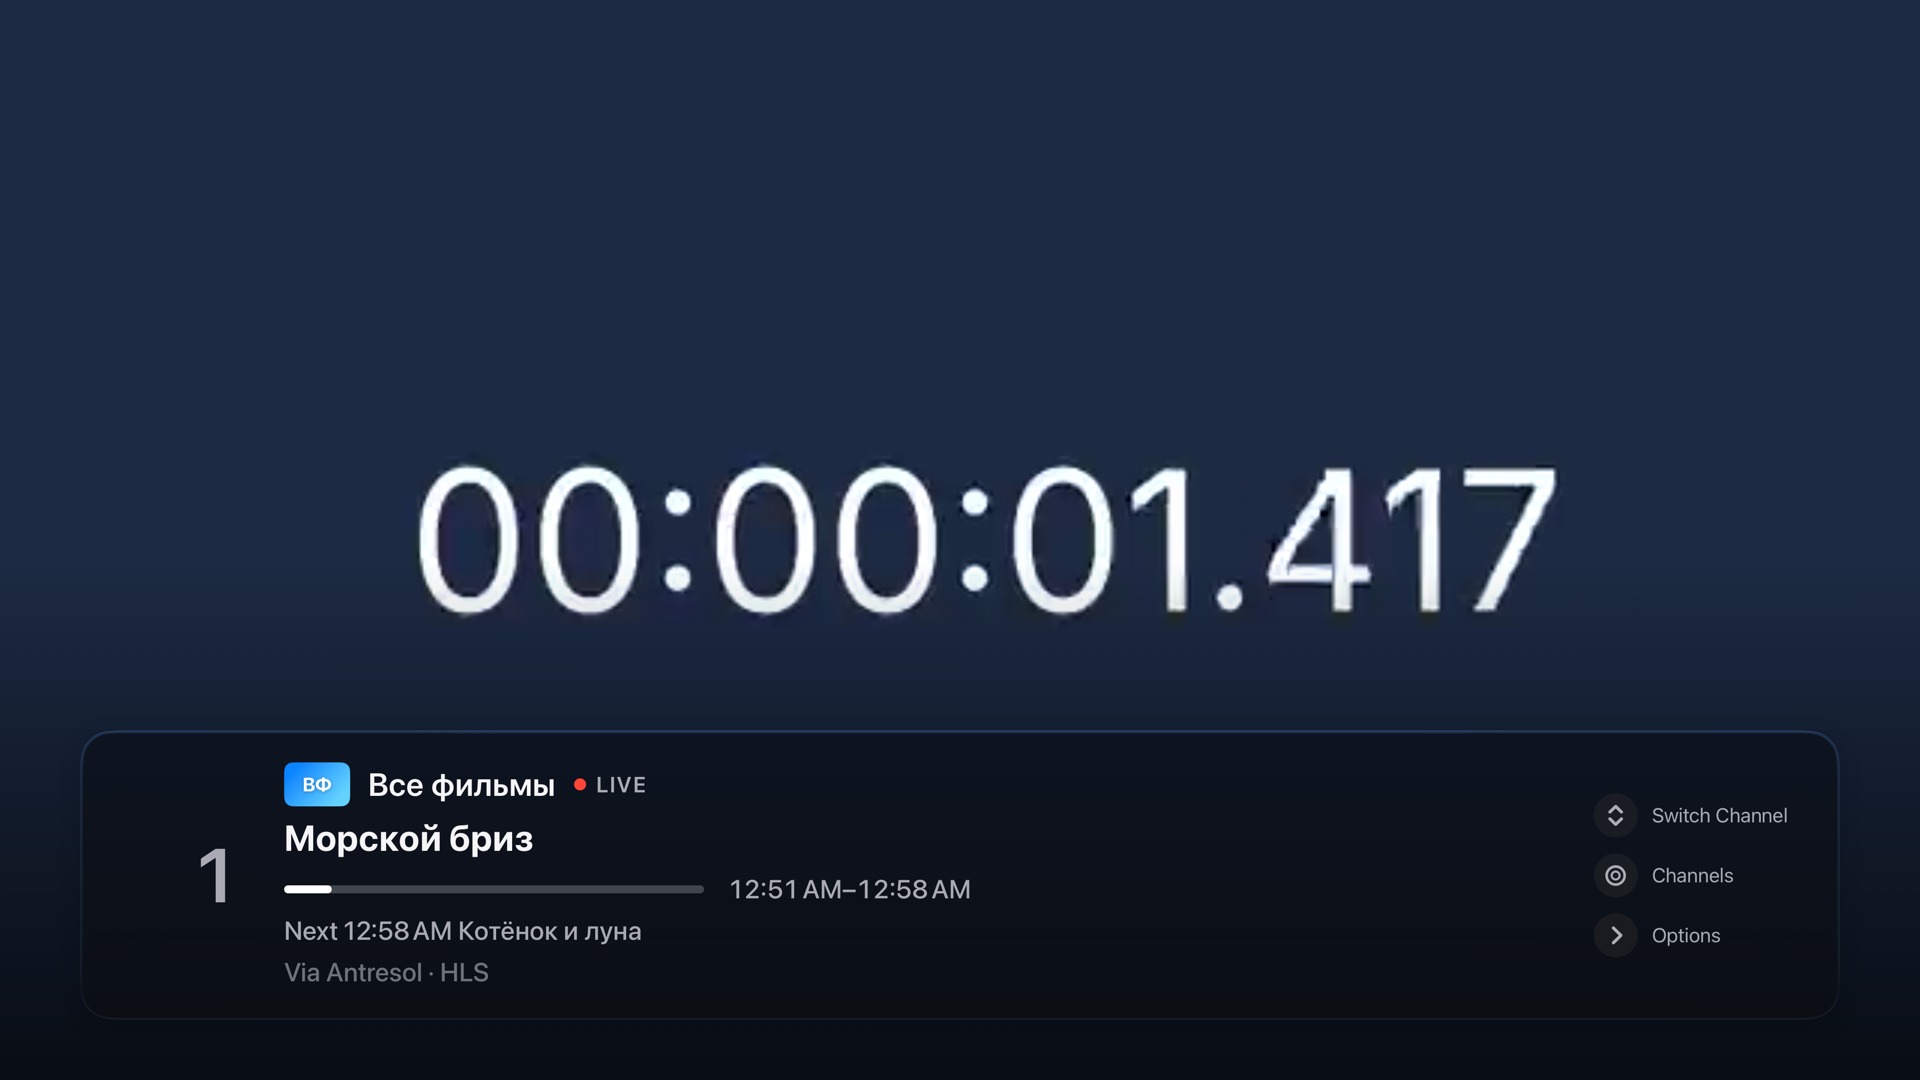 00:00:01.417
ВФ Все фильмы LIVE
Морской бриз
1
12:51 AM–12:58 AM
Next 12:58 AM Котёнок и луна
Via Antresol · HLS
Switch Channel
Channels
Options